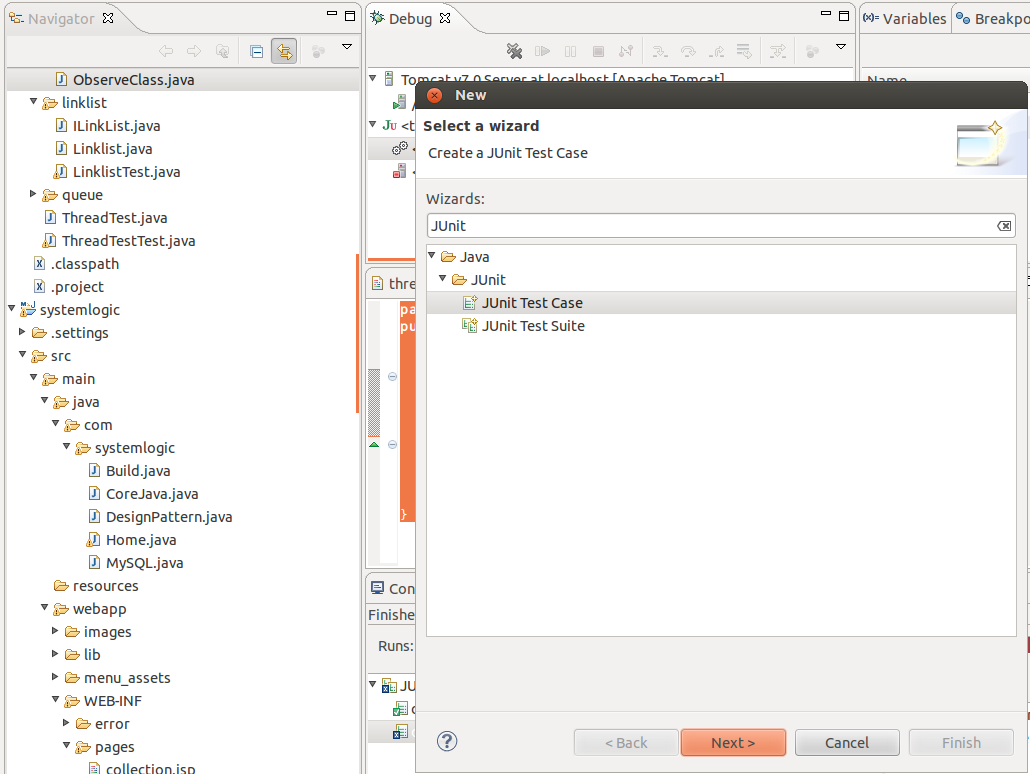 Navigator
ObserveClass.java
linklist
ILinkList.java
Linklist.java
LinklistTest.java
queue
ThreadTest.java
ThreadTestTest.java
.classpath
.project
systemlogic
.settings
src
main
java
com
systemlogic
Build.java
CoreJava.java
DesignPattern.java
Home.java
MySQL.java
resources
webapp
images
lib
menu_assets
WEB-INF
error
pages
collection.jsp
Debug
Tomcat v7.0 Server at localhost [Apache Tomcat]
JU <t
thre
pa
pu
}
Con
Finishe
Runs:
JU
(x)= Variables
Breakpo
Name
New
Select a wizard
Create a JUnit Test Case
Wizards:
JUnit
Java
JUnit
JUnit Test Case
JUnit Test Suite
< Back
Next >
Cancel
Finish